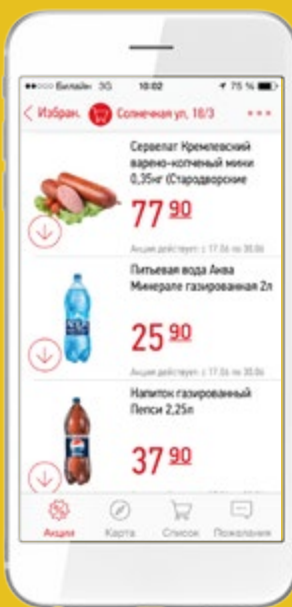 Билайн 3G 10:02 75 %
Избран. Солнечная ул, 18/3
Сервелат Кремлевский
варено-копченый мини
0,35кг (Стародворские
77 90
Акция действует: с 17.06 по 30.06
Питьевая вода Аква
Минерале газированная 2л
25 90
Акция действует: с 17.06 по 30.06
Напиток газированный
Пепси 2,25л
37 90
Акции Карта Список Пожелания